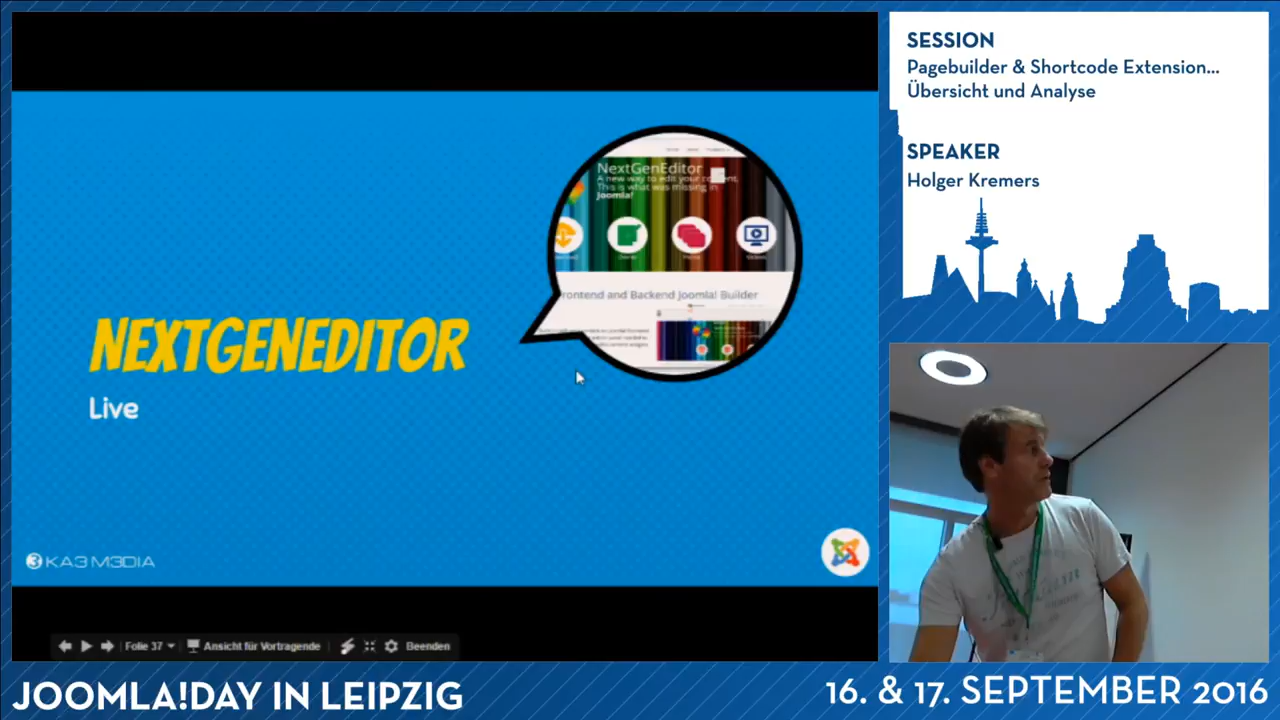 NextGenEditor
A new way to edit your content.
This is what was missing in
Joomla!
Frontend and Backend Joomla! Builder
NEXTGENEDITOR
Live
3 KA3 M3DIA
Folie 37
Ansicht für Vortragende
Beenden
SESSION
Pagebuilder & Shortcode Extension...
Übersicht und Analyse
SPEAKER
Holger Kremers
JOOMLA!DAY IN LEIPZIG
16. & 17. SEPTEMBER 2016